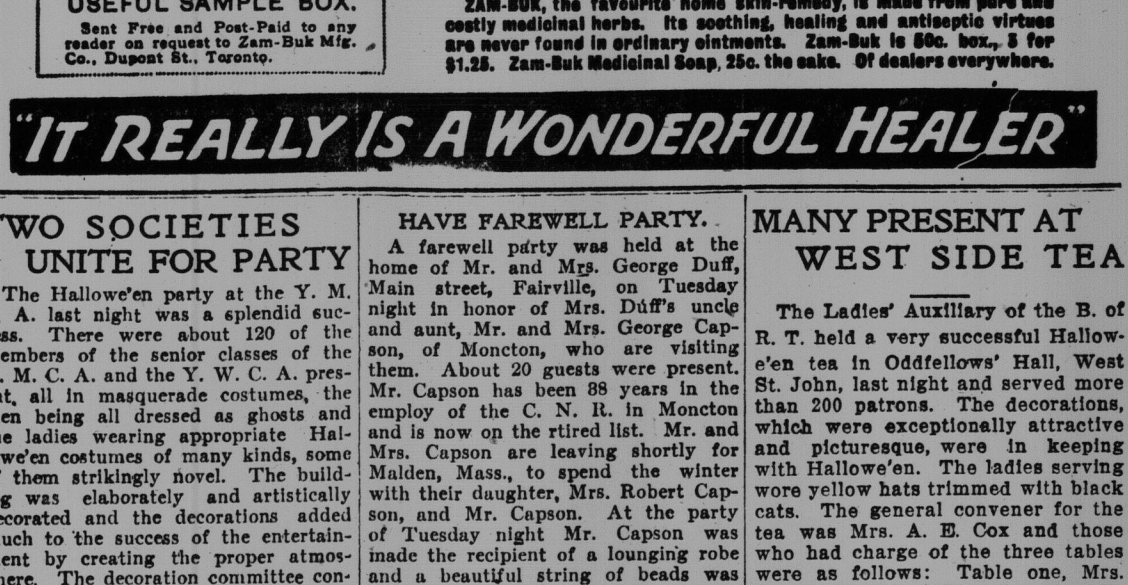 USEFUL SAMPLE BOX.
Sent Free and Post-Paid to any
reader on request to Zam-Buk Mfg.
Co., Dupont St., Toronto.
ZAM-BUK, the favourite home skin-remedy, is made from pure and
costly medicinal herbs. Its soothing, healing and antiseptic virtues
are never found in ordinary ointments. Zam-Buk is 50c. box, 3 for
$1.25. Zam-Buk Medicinal Soap, 25c. the cake. Of dealers everywhere.
"IT REALLY IS A WONDERFUL HEALER"
WO SOCIETIES
UNITE FOR PARTY
The Hallowe'en party at the Y. M.
A. last night was a splendid suc-
ss. There were about 120 of the
embers of the senior classes of the
. M. C. A. and the Y. W. C. A. pres-
nt, all in masquerade costumes, the
en being all dressed as ghosts and
e ladies wearing appropriate Hal-
we'en costumes of many kinds, some
them strikingly novel. The build-
g was elaborately and artistically
ecorated and the decorations added
uch to the success of the entertain-
ent by creating the proper atmos-
here. The decoration committee con-
HAVE FAREWELL PARTY.
A farewell party was held at the
home of Mr. and Mrs. George Duff,
Main street, Fairville, on Tuesday
night in honor of Mrs. Duff's uncle
and aunt, Mr. and Mrs. George Cap-
son, of Moncton, who are visiting
them. About 20 guests were present.
Mr. Capson has been 38 years in the
employ of the C. N. R. in Moncton
and is now on the rtired list. Mr. and
Mrs. Capson are leaving shortly for
Malden, Mass., to spend the winter
with their daughter, Mrs. Robert Cap-
son, and Mr. Capson. At the party
of Tuesday night Mr. Capson was
made the recipient of a lounging robe
and a beautiful string of beads was
MANY PRESENT AT
WEST SIDE TEA
The Ladies' Auxiliary of the B. of
R. T. held a very successful Hallow-
e'en tea in Oddfellows' Hall, West
St. John, last night and served more
than 200 patrons. The decorations,
which were exceptionally attractive
and picturesque, were in keeping
with Hallowe'en. The ladies serving
wore yellow hats trimmed with black
cats. The general convener for the
tea was Mrs. A. E. Cox and those
who had charge of the three tables
were as follows: Table one, Mrs.